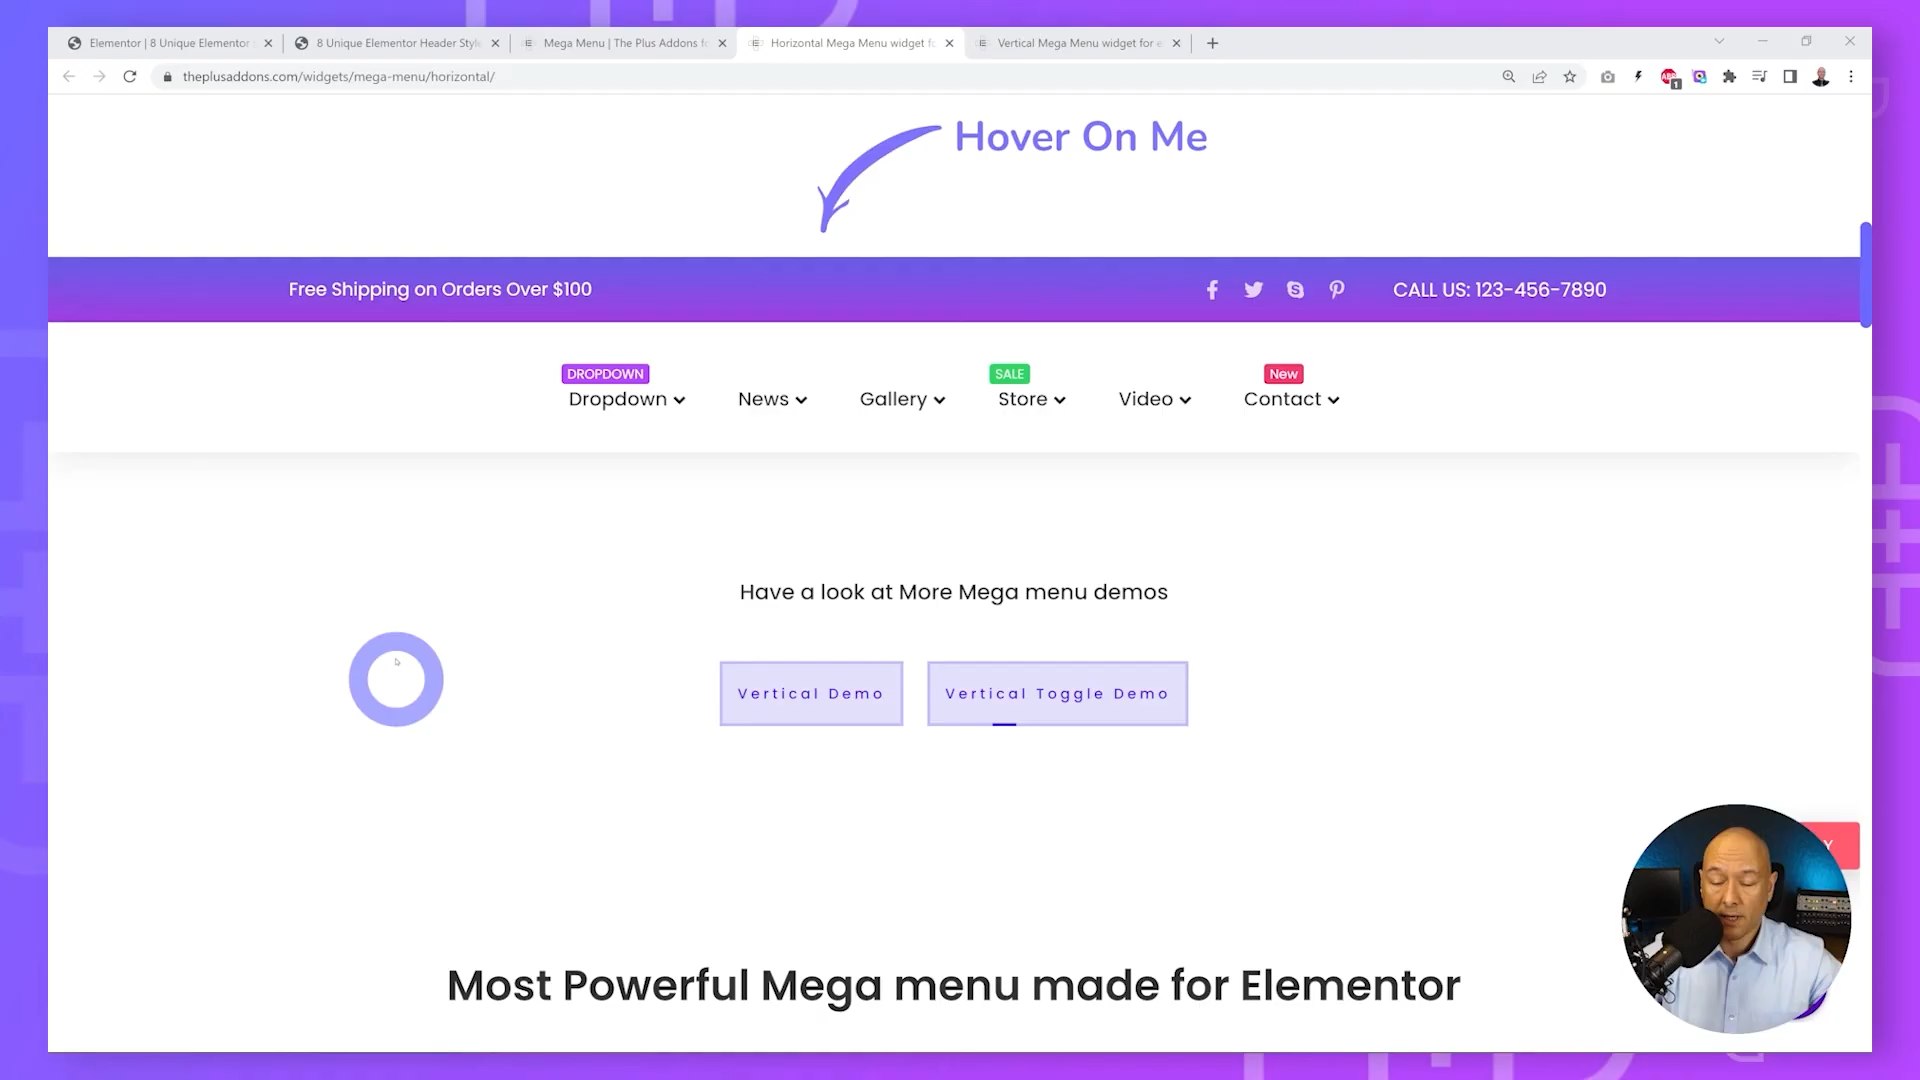 Elementor | 8 Unique Elementor
8 Unique Elementor Header Style
Mega Menu | The Plus Addons fo
Horizontal Mega Menu widget fo
Vertical Mega Menu widget for e
theplusaddons.com/widgets/mega-menu/horizontal/
Hover On Me
Free Shipping on Orders Over $100
CALL US: 123-456-7890
DROPDOWN
SALE
New
Dropdown
News
Gallery
Store
Video
Contact
Have a look at More Mega menu demos
Vertical Demo
Vertical Toggle Demo
Most Powerful Mega menu made for Elementor